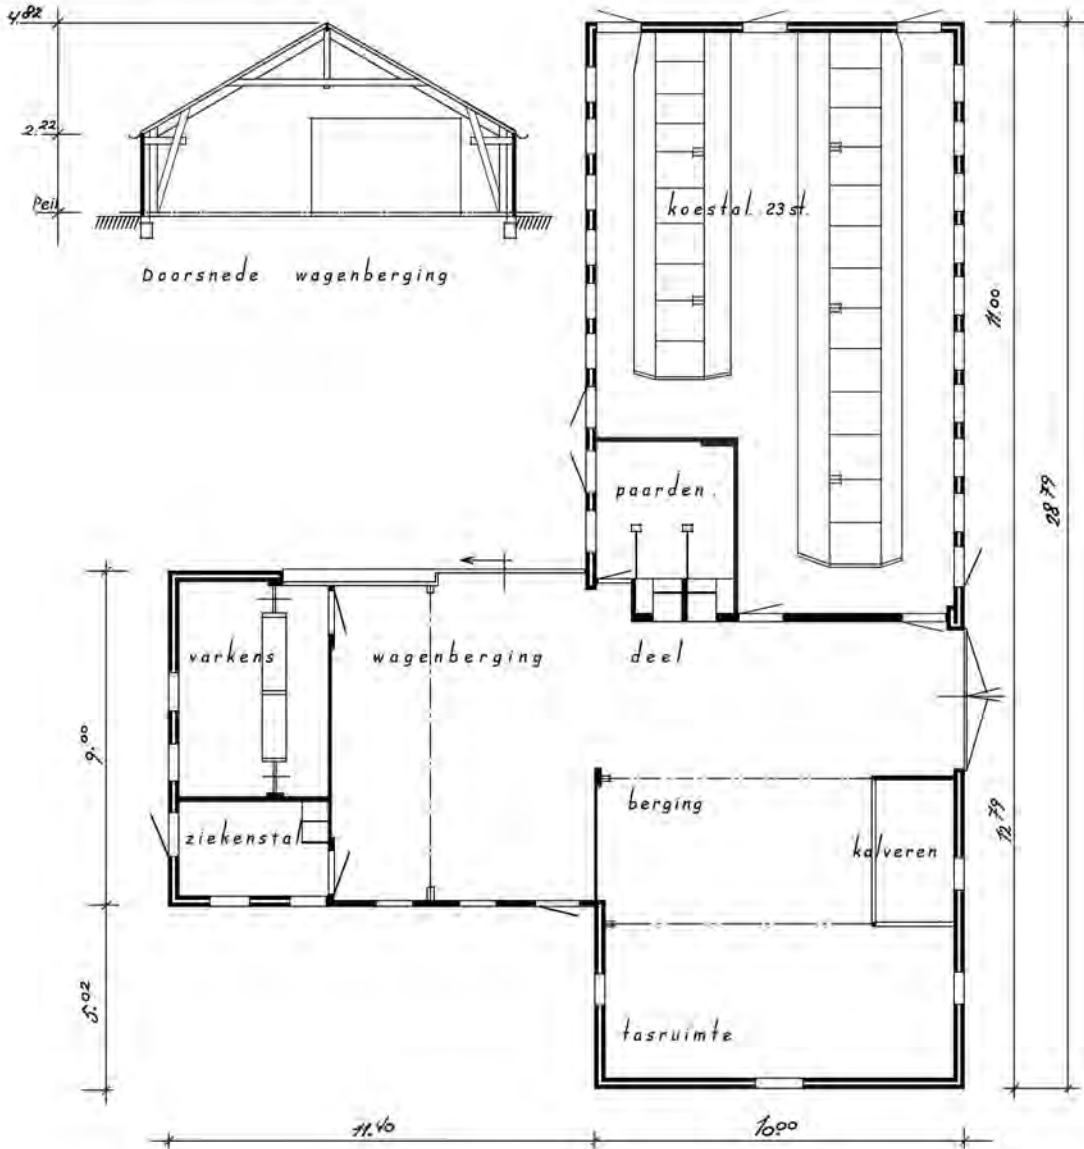 4.82
2.22
Peil
Doorsnede wagenberging
koestal 23 st.
11.00
28 79
paarden.
varkens
wagenberging
deel
9.00
berging
12 79
ziekenstal
kalveren
5.02
tasruimte
11.40
10.00